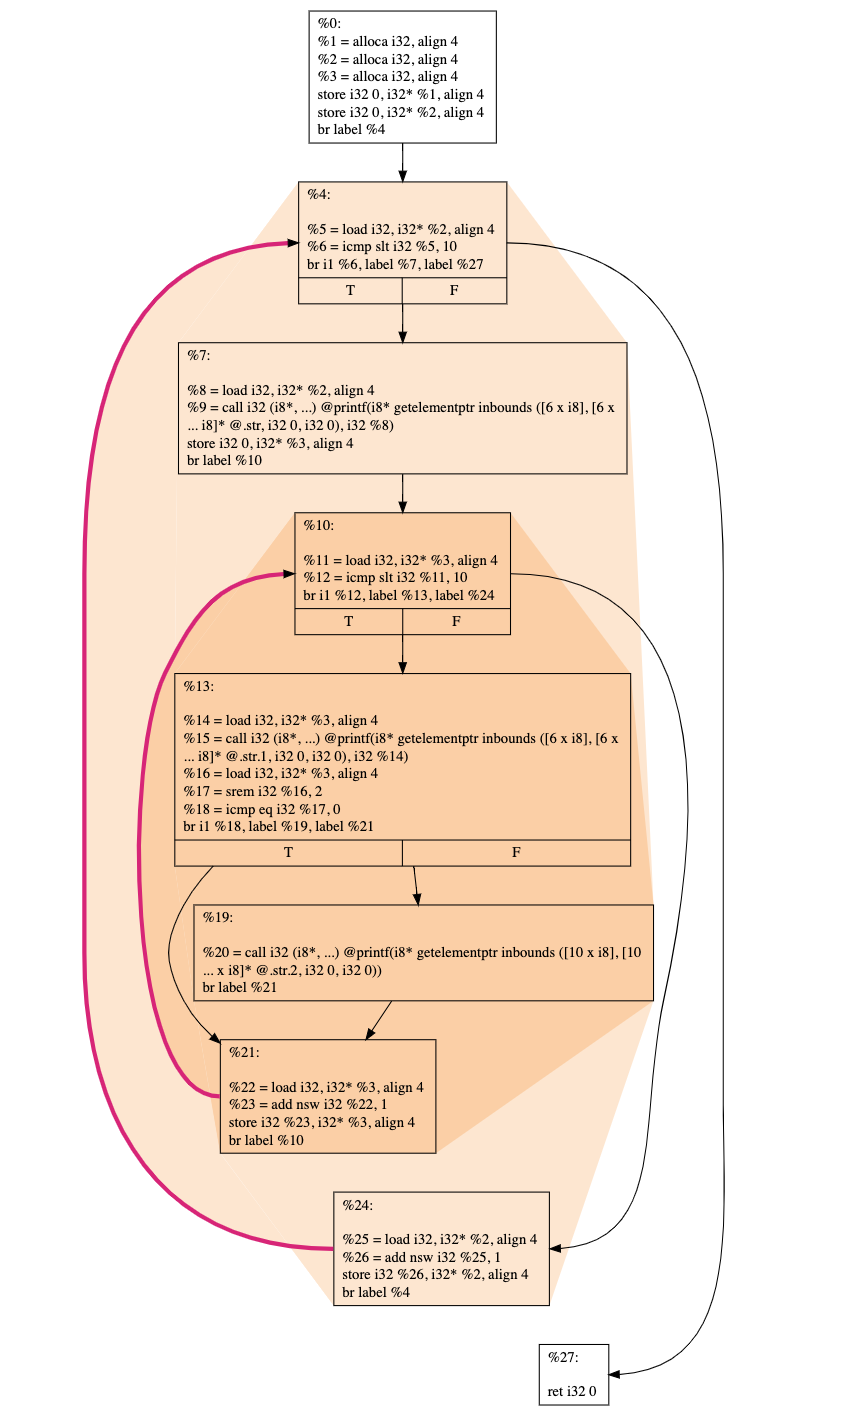 %0:
%1 = alloca i32, align 4
%2 = alloca i32, align 4
%3 = alloca i32, align 4
store i32 0, i32* %1, align 4
store i32 0, i32* %2, align 4
br label %4
%4:
%5 = load i32, i32* %2, align 4
%6 = icmp slt i32 %5, 10
br i1 %6, label %7, label %27
T F
%7:
%8 = load i32, i32* %2, align 4
%9 = call i32 (i8*, ...) @printf(i8* getelementptr inbounds ([6 x i8], [6 x
... i8]* @.str, i32 0, i32 0), i32 %8)
store i32 0, i32* %3, align 4
br label %10
%10:
%11 = load i32, i32* %3, align 4
%12 = icmp slt i32 %11, 10
br i1 %12, label %13, label %24
T F
%13:
%14 = load i32, i32* %3, align 4
%15 = call i32 (i8*, ...) @printf(i8* getelementptr inbounds ([6 x i8], [6 x
... i8]* @.str.1, i32 0, i32 0), i32 %14)
%16 = load i32, i32* %3, align 4
%17 = srem i32 %16, 2
%18 = icmp eq i32 %17, 0
br i1 %18, label %19, label %21
T F
%19:
%20 = call i32 (i8*, ...) @printf(i8* getelementptr inbounds ([10 x i8], [10
... x i8]* @.str.2, i32 0, i32 0))
br label %21
%21:
%22 = load i32, i32* %3, align 4
%23 = add nsw i32 %22, 1
store i32 %23, i32* %3, align 4
br label %10
%24:
%25 = load i32, i32* %2, align 4
%26 = add nsw i32 %25, 1
store i32 %26, i32* %2, align 4
br label %4
%27:
ret i32 0